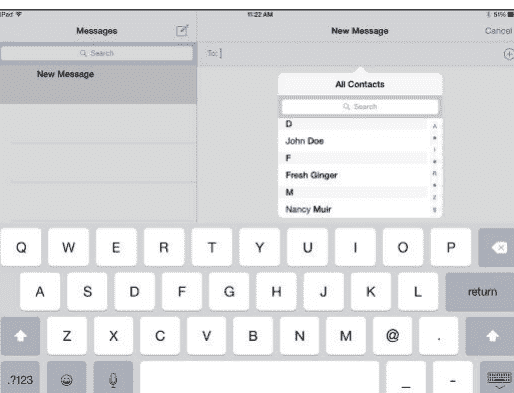 iPad 11:22 AM 51%
Messages
New Message
Cancel
Search
To:
New Message
All Contacts
Search
D
John Doe
F
Fresh Ginger
M
Nancy Muir
Q W E R T Y U I O P
A S D F G H J K L return
Z X C V B N M @ .
.?123 _ -